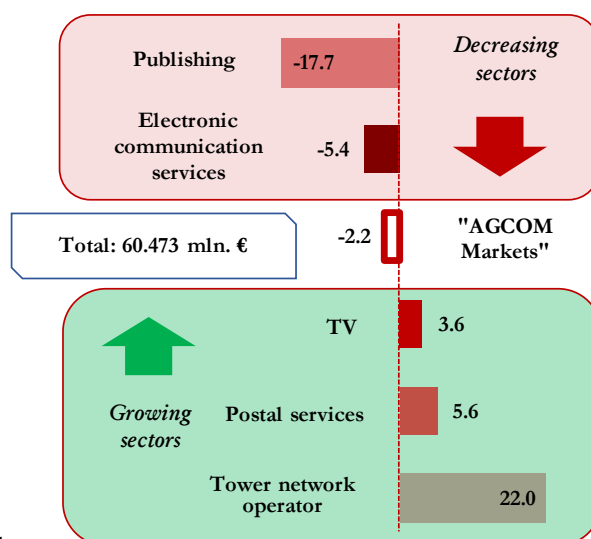 Publishing
-17.7
Decreasing
sectors
Electronic
communication
services
-5.4
Total: 60.473 mln. €
-2.2
"AGCOM
Markets"
TV
3.6
Growing
sectors
Postal services
5.6
Tower network
operator
22.0